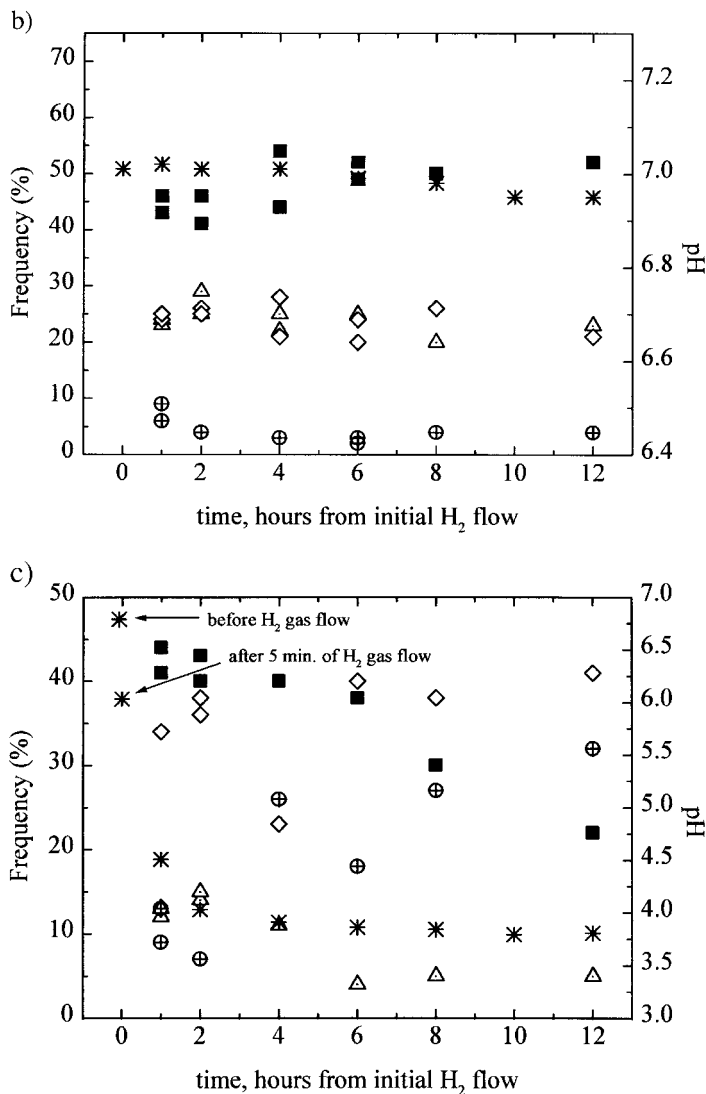 b)
70
60
50
40
30
20
10
0
Frequency (%)
7.2
7.0
6.8
6.6
6.4
pH
0 2 4 6 8 10 12
time, hours from initial H₂ flow
c)
50
40
30
20
10
0
Frequency (%)
before H₂ gas flow
after 5 min. of H₂ gas flow
7.0
6.5
6.0
5.5
5.0
4.5
4.0
3.5
3.0
pH
0 2 4 6 8 10 12
time, hours from initial H₂ flow